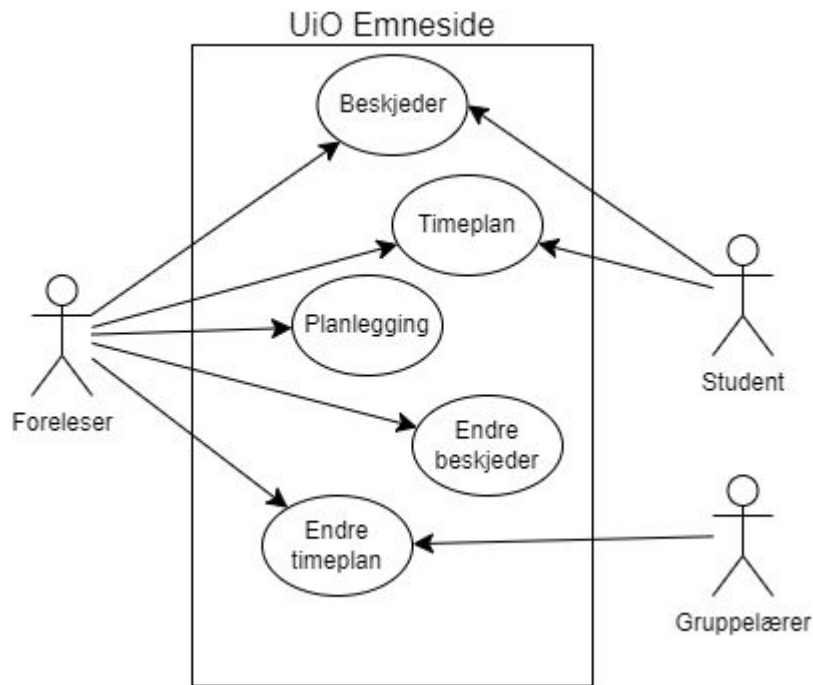 UiO Emneside
Beskjeder
Timeplan
Planlegging
Foreleser
Student
Endre
beskjeder
Endre
timeplan
Gruppelærer